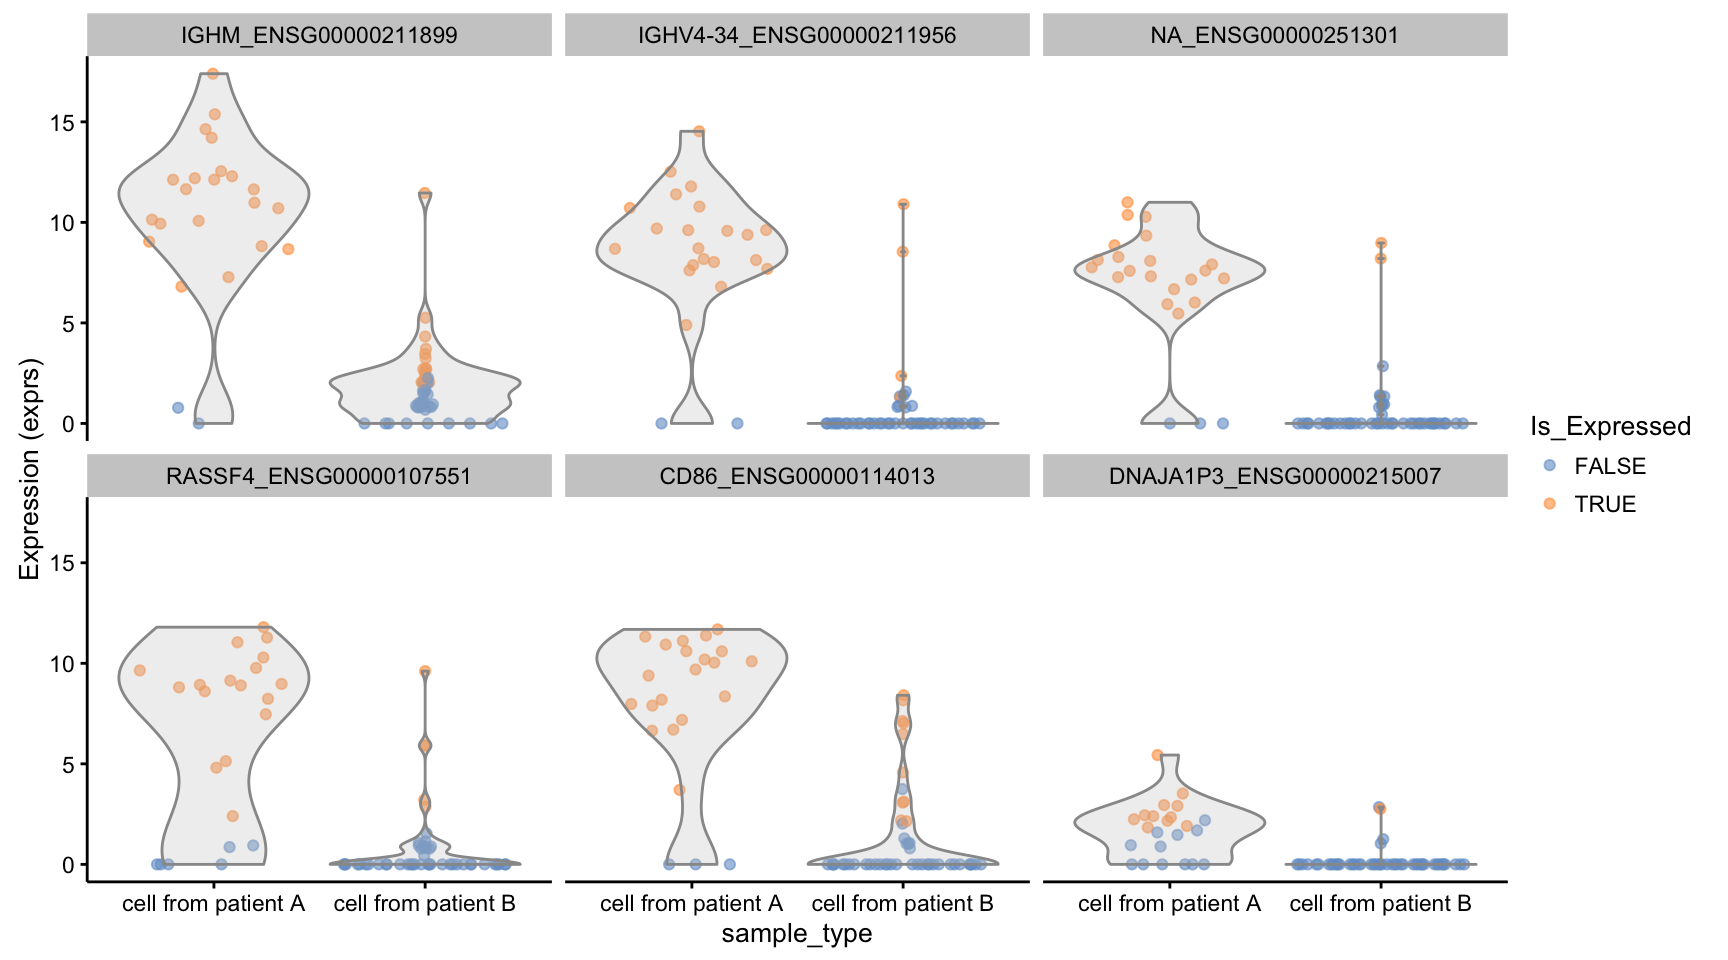 IGHM_ENSG00000211899
IGHV4-34_ENSG00000211956
NA_ENSG00000251301
15
10
5
0
RASSF4_ENSG00000107551
CD86_ENSG00000114013
DNAJA1P3_ENSG00000215007
15
10
5
0
Expression (exprs)
cell from patient A
cell from patient B
cell from patient A
cell from patient B
cell from patient A
cell from patient B
sample_type
Is_Expressed
FALSE
TRUE